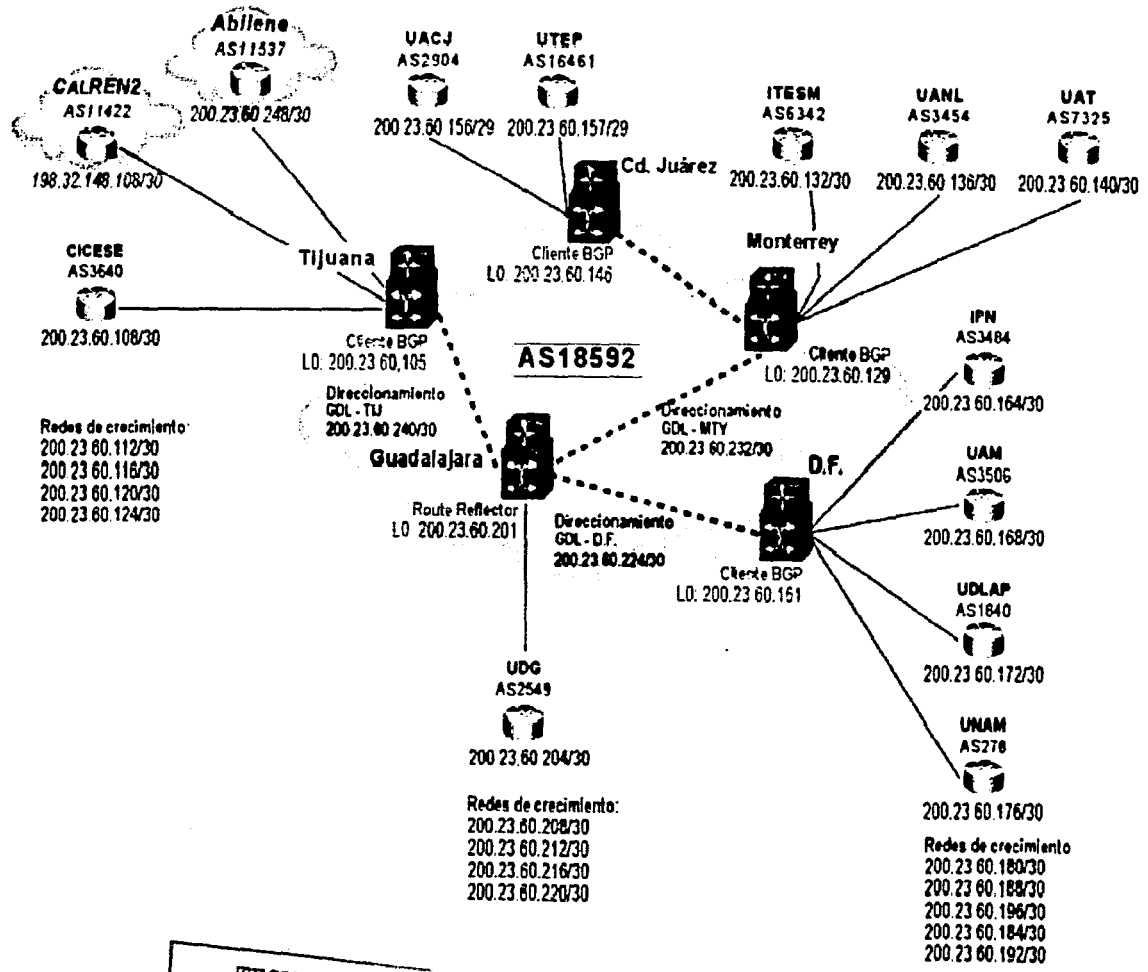 Abilene
AS11537
200.23.60 248/30
CALREN2
AS11422
198.32.148.108/30
UACJ
AS2904
200 23.60 156/29
UTEP
AS16461
200.23.60.157/29
ITESM
AS6342
200.23.60.132/30
UANL
AS3454
200.23.60 136/30
UAT
AS7325
200.23.60.140/30
Cd. Juárez
Cliente BGP
L0: 200.23.60.146
Monterrey
Cliente BGP
L0: 200.23.60.129
Tijuana
Cliente BGP
L0: 200.23.60.105
CICESE
AS3640
200.23.60.108/30
AS18592
Direccionamiento
GDL - TIJ
200.23.60 240/30
Direccionamiento
GDL - MTY
200 23.60.232/30
Redes de crecimiento:
200.23 60.112/30
200.23 60.116/30
200.23 60.120/30
200.23 60.124/30
Guadalajara
Route Reflector
L0 200.23.60.201
Direccionamiento
GDL - D.F.
200.23.60.224/30
D.F.
Cliente BGP
L0: 200.23 60.161
IPN
AS3484
200.23 60.164/30
UAM
AS3506
200.23 60.168/30
UDLAP
AS1840
200.23 60.172/30
UNAM
AS278
200.23 60.176/30
Redes de crecimiento
200.23 60.180/30
200.23 60.188/30
200.23 60.196/30
200.23 60.184/30
200.23 60.192/30
UDG
AS2549
200 23.60 204/30
Redes de crecimiento:
200.23.60.208/30
200.23 60.212/30
200.23.60.216/30
200.23.60.220/30